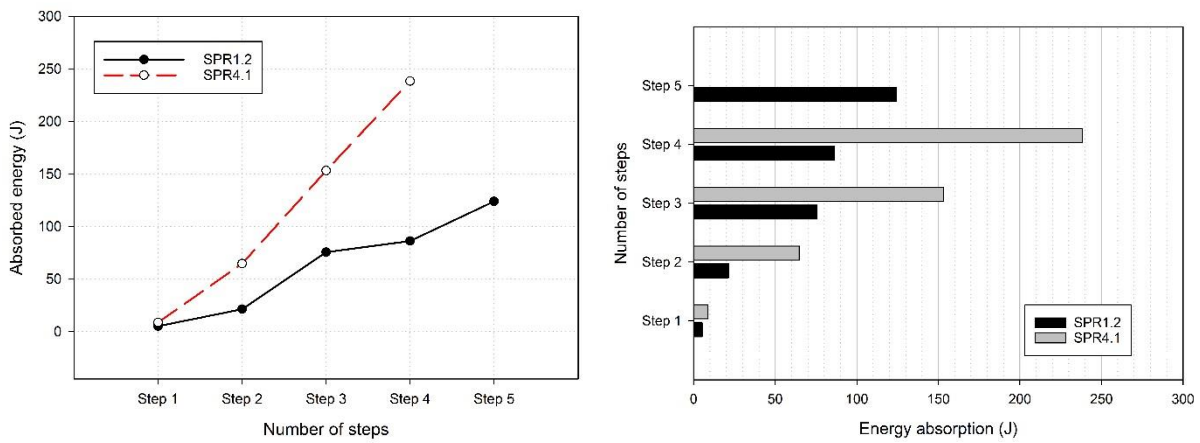 300
250
200
150
100
50
0
Absorbed energy (J)
SPR1.2
SPR4.1
Step 1 Step 2 Step 3 Step 4 Step 5
Number of steps
Number of steps
Step 5
Step 4
Step 3
Step 2
Step 1
SPR1.2
SPR4.1
0 50 100 150 200 250 300
Energy absorption (J)